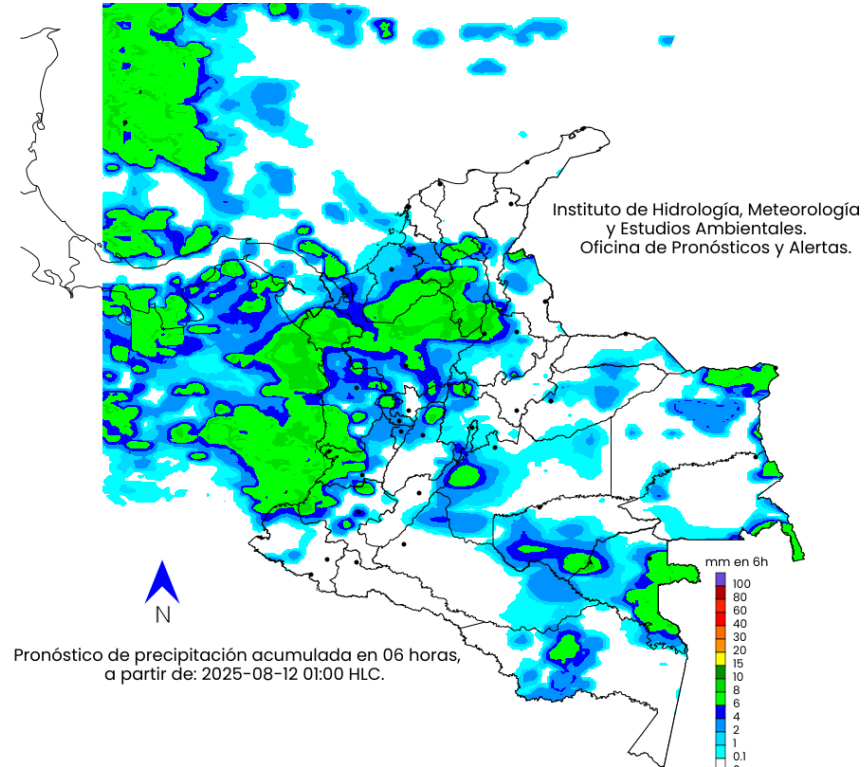 Instituto de Hidrología, Meteorología
y Estudios Ambientales.
Oficina de Pronósticos y Alertas.
N
Pronóstico de precipitación acumulada en 06 horas,
a partir de: 2025-08-12 01:00 HLC.
mm en 6h
100
80
60
40
30
20
15
10
8
6
4
2
1
0.1